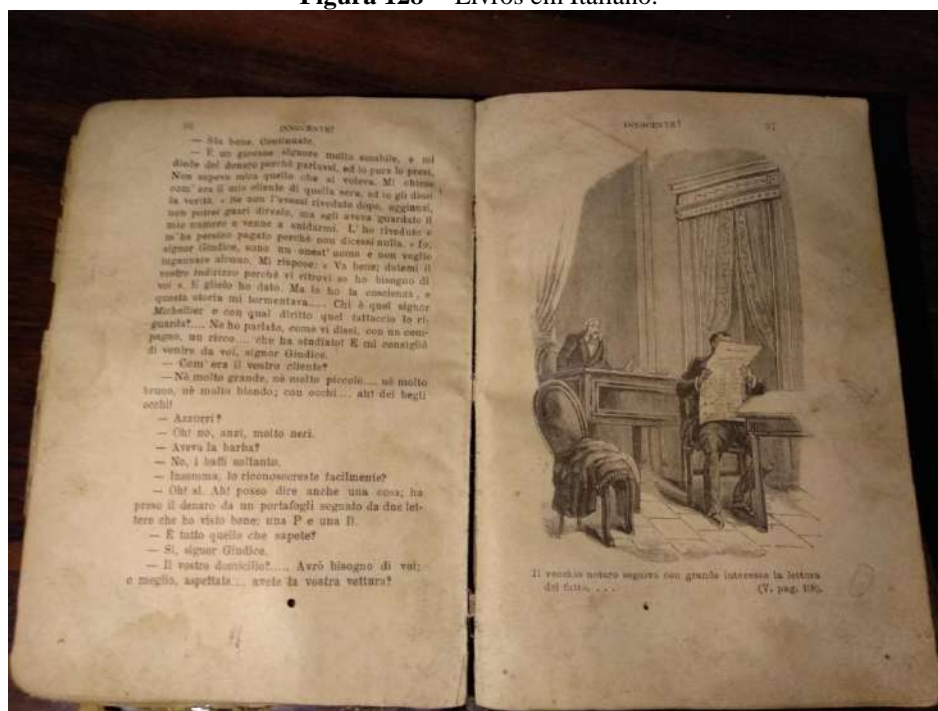 Figura 128 – Livros em Italiano.
96 INNOCENTE!
— Sta bene. Continuate.
— È un giovane signore molto amabile, e mi
diede del denaro perchè parlassi, ed io pure lo presi.
Non sapevo mica quello che si voleva. Mi chiese
com' era il mio cliente di quella sera, ed io gli dissi
la verità. « Se non l'avessi riveduto dopo, aggiunsi,
non potrei guari dirvelo, ma egli aveva guardato il
mio numero e venne a snidarmi. L' ho riveduto e
m'ha persino pagato perchè non dicessi nulla. » Io,
signor Giudice, sono un onest' uomo e non voglio
ingannare alcuno. Mi rispose: « Va bene; datemi il
vostro indirizzo perchè vi ritrovi se ho bisogno di
voi ». E glielo ho dato. Ma io ho la coscienza, e
questa storia mi tormentava.... Chi è quel signor
Michellier e con qual diritto quel fattaccio lo ri-
guarda?.... Ne ho parlato, come vi dissi, con un com-
pagno, un ricco.... che ha studiato! E mi consigliò
di venire da voi, signor Giudice.
— Com' era il vostro cliente?
— Nè molto grande, nè molto piccolo.... nè molto
bruno, nè molto biondo; con occhi.... ah! dei begli
occhi!
— Azzurri?
— Oh! no, anzi, molto neri.
— Aveva la barba?
— No, i baffi soltanto.
— Insomma, lo riconoscereste facilmente?
— Oh! sì. Ah! posso dire anche una cosa; ha
preso il denaro da un portafogli segnato da due let-
tere che ho visto bene: una P e una B.
— È tutto quello che sapete?
— Sì, signor Giudice.
— Il vostro domicilio?..... Avrò bisogno di voi;
o meglio, aspettate.... avete la vostra vettura?
INNOCENTE! 97
Il vecchio notaro seguiva con grande interesse la lettura
del fatto. . . . (V. pag.